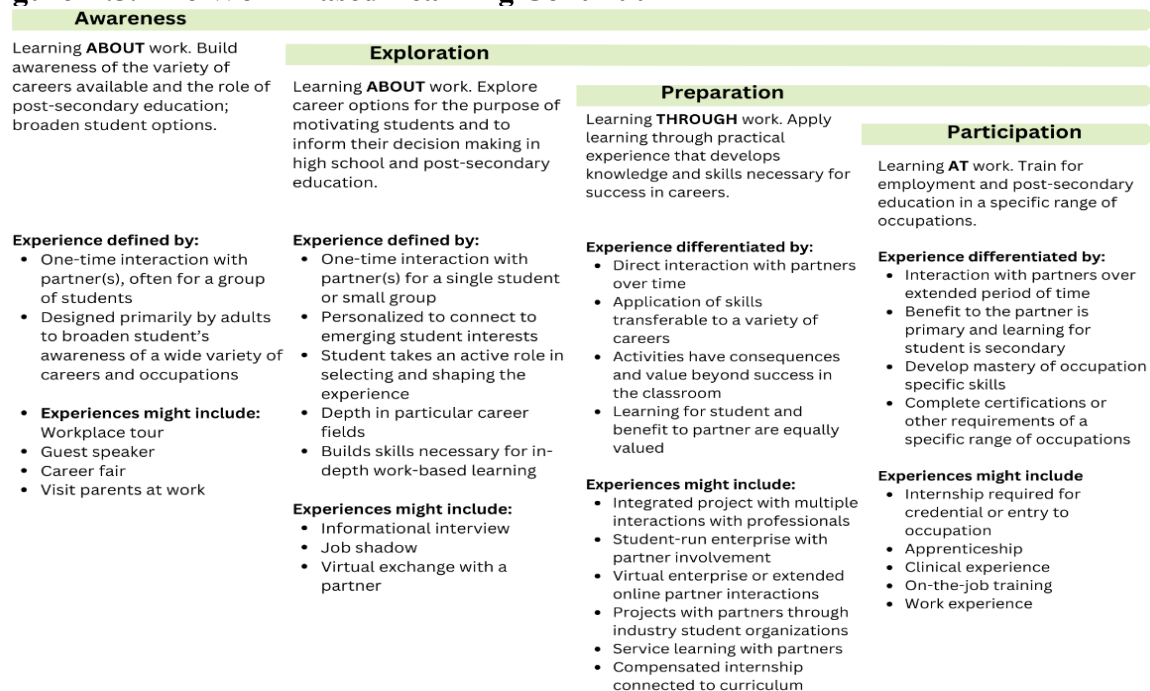 Awareness
Learning ABOUT work. Build
awareness of the variety of
careers available and the role of
post-secondary education;
broaden student options.
Experience defined by:
• One-time interaction with
partner(s), often for a group
of students
• Designed primarily by adults
to broaden student's
awareness of a wide variety of
careers and occupations
• Experiences might include:
Workplace tour
• Guest speaker
• Career fair
• Visit parents at work
Exploration
Learning ABOUT work. Explore
career options for the purpose of
motivating students and to
inform their decision making in
high school and post-secondary
education.
Experience defined by:
• One-time interaction with
partner(s) for a single student
or small group
• Personalized to connect to
emerging student interests
• Student takes an active role in
selecting and shaping the
experience
• Depth in particular career
fields
• Builds skills necessary for in-
depth work-based learning
Experiences might include:
• Informational interview
• Job shadow
• Virtual exchange with a
partner
Preparation
Learning THROUGH work. Apply
learning through practical
experience that develops
knowledge and skills necessary for
success in careers.
Experience differentiated by:
• Direct interaction with partners
over time
• Application of skills
transferable to a variety of
careers
• Activities have consequences
and value beyond success in
the classroom
• Learning for student and
benefit to partner are equally
valued
Experiences might include:
• Integrated project with multiple
interactions with professionals
• Student-run enterprise with
partner involvement
• Virtual enterprise or extended
online partner interactions
• Projects with partners through
industry student organizations
• Service learning with partners
• Compensated internship
connected to curriculum
Participation
Learning AT work. Train for
employment and post-secondary
education in a specific range of
occupations.
Experience differentiated by:
• Interaction with partners over
extended period of time
• Benefit to the partner is
primary and learning for
student is secondary
• Develop mastery of occupation
specific skills
• Complete certifications or
other requirements of a
specific range of occupations
Experiences might include
• Internship required for
credential or entry to
occupation
• Apprenticeship
• Clinical experience
• On-the-job training
• Work experience